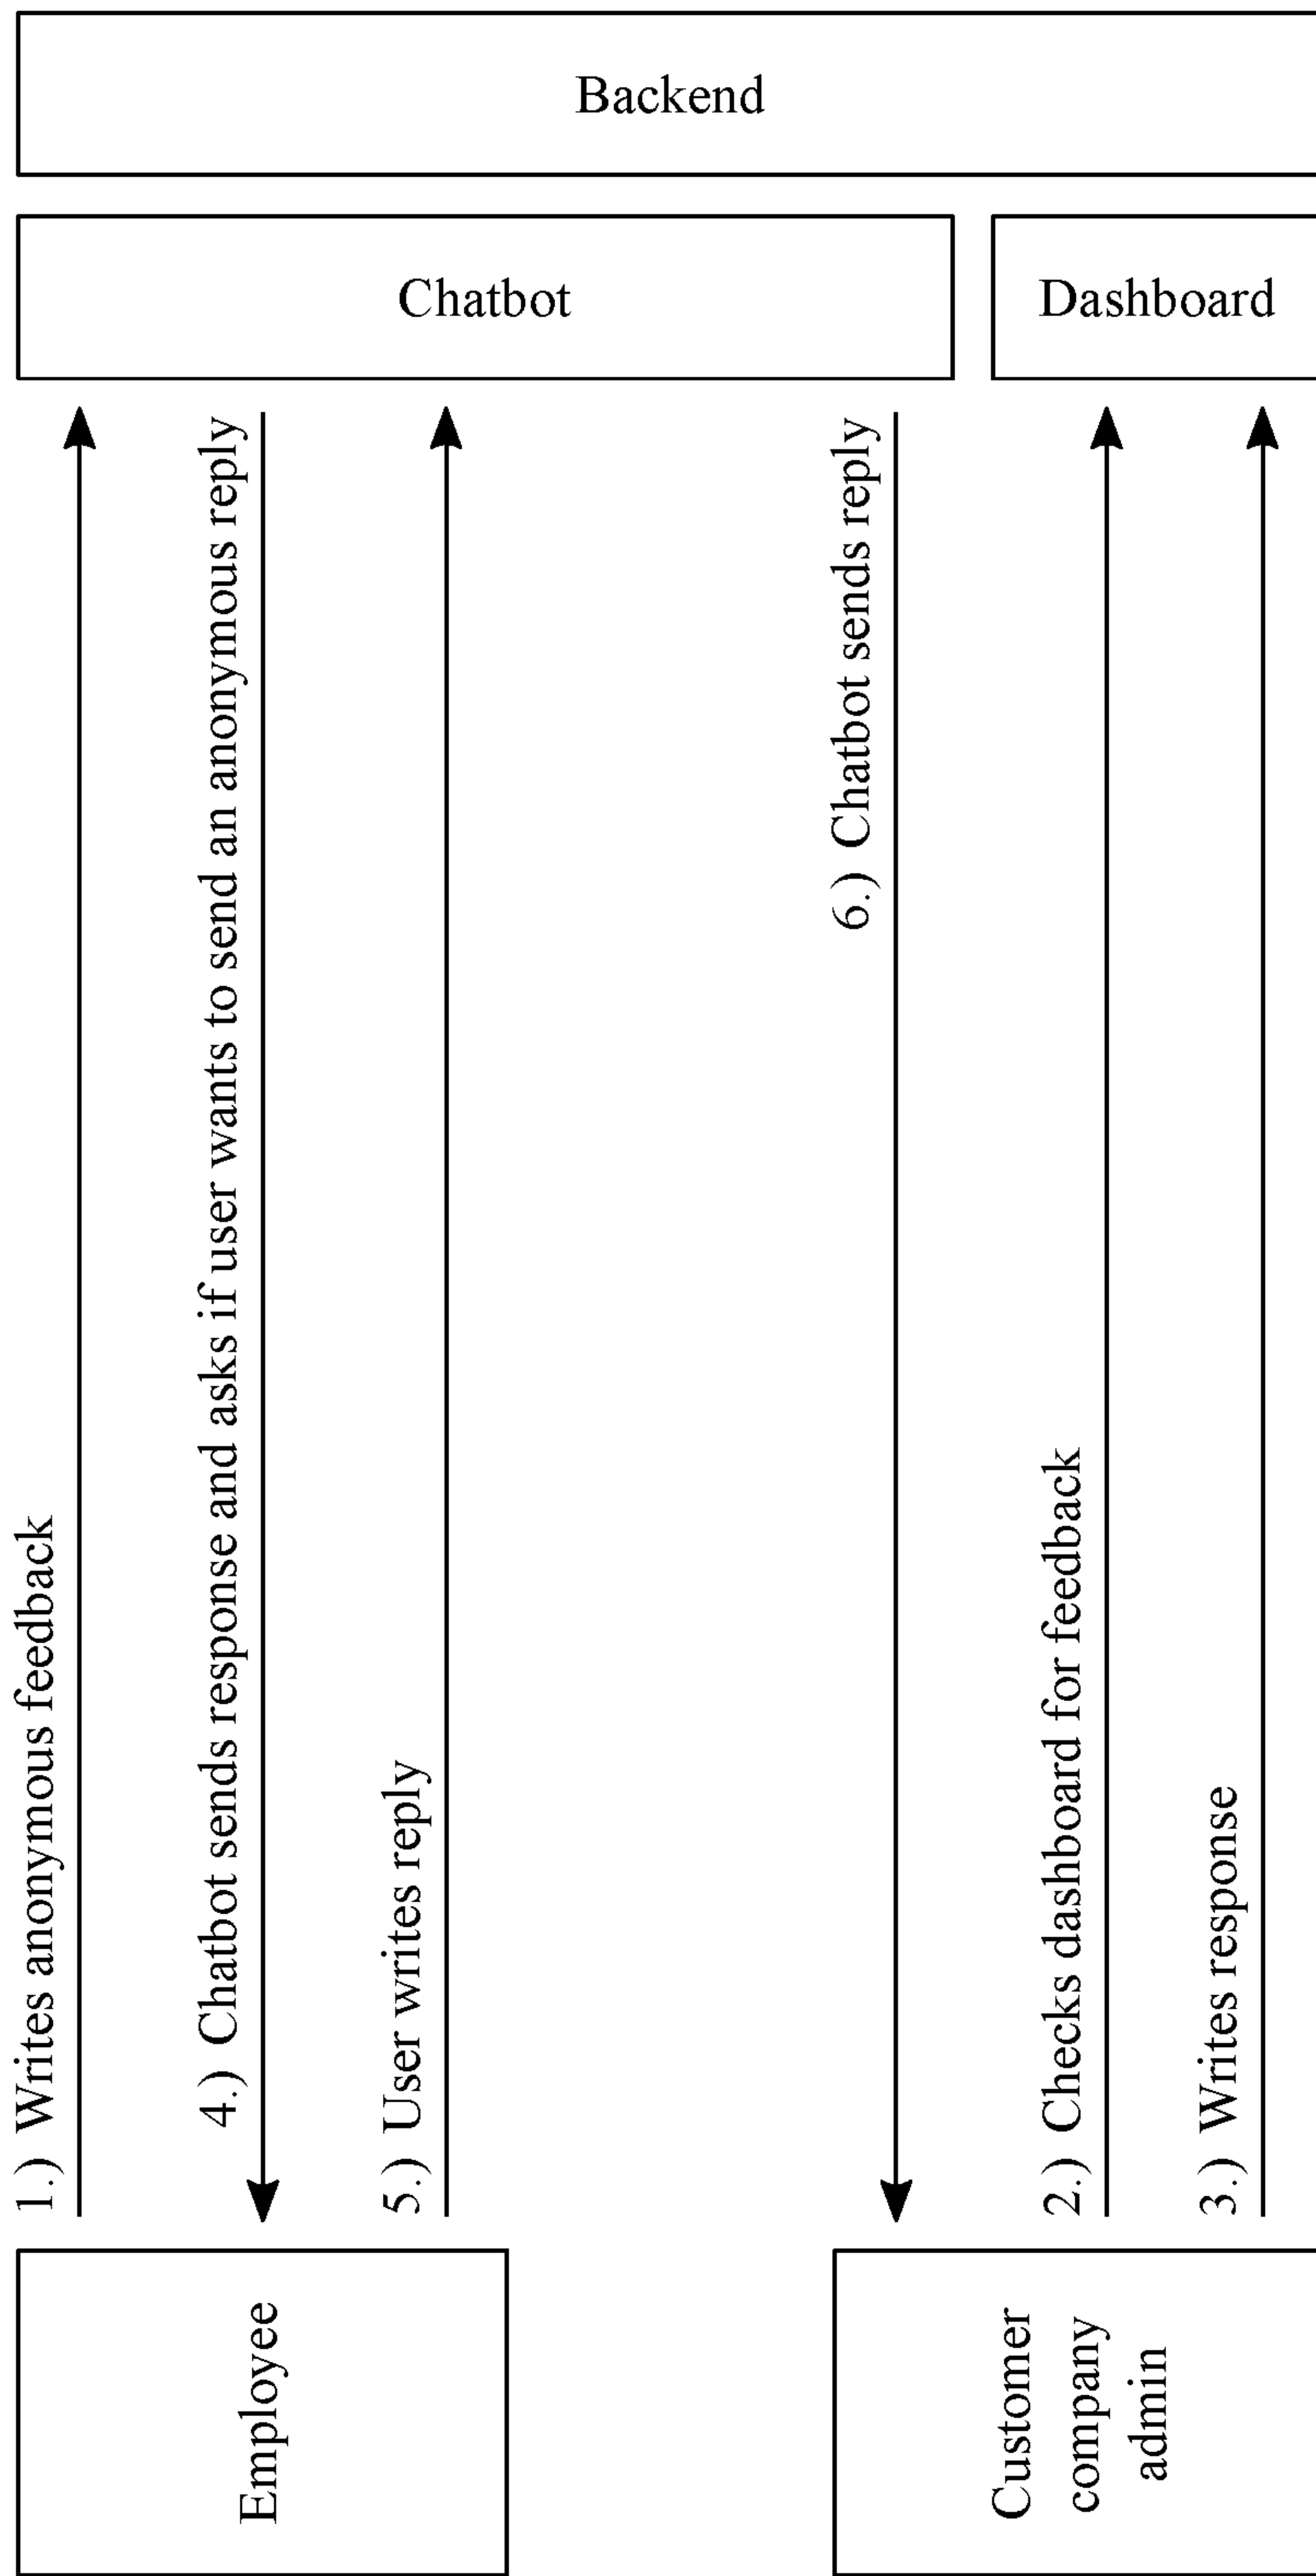 Backend
Chatbot
Dashboard
1.) Writes anonymous feedback
4.) Chatbot sends response and asks if user wants to send an anonymous reply
5.) User writes reply
6.) Chatbot sends reply
2.) Checks dashboard for feedback
3.) Writes response
Employee
Customer
company
admin